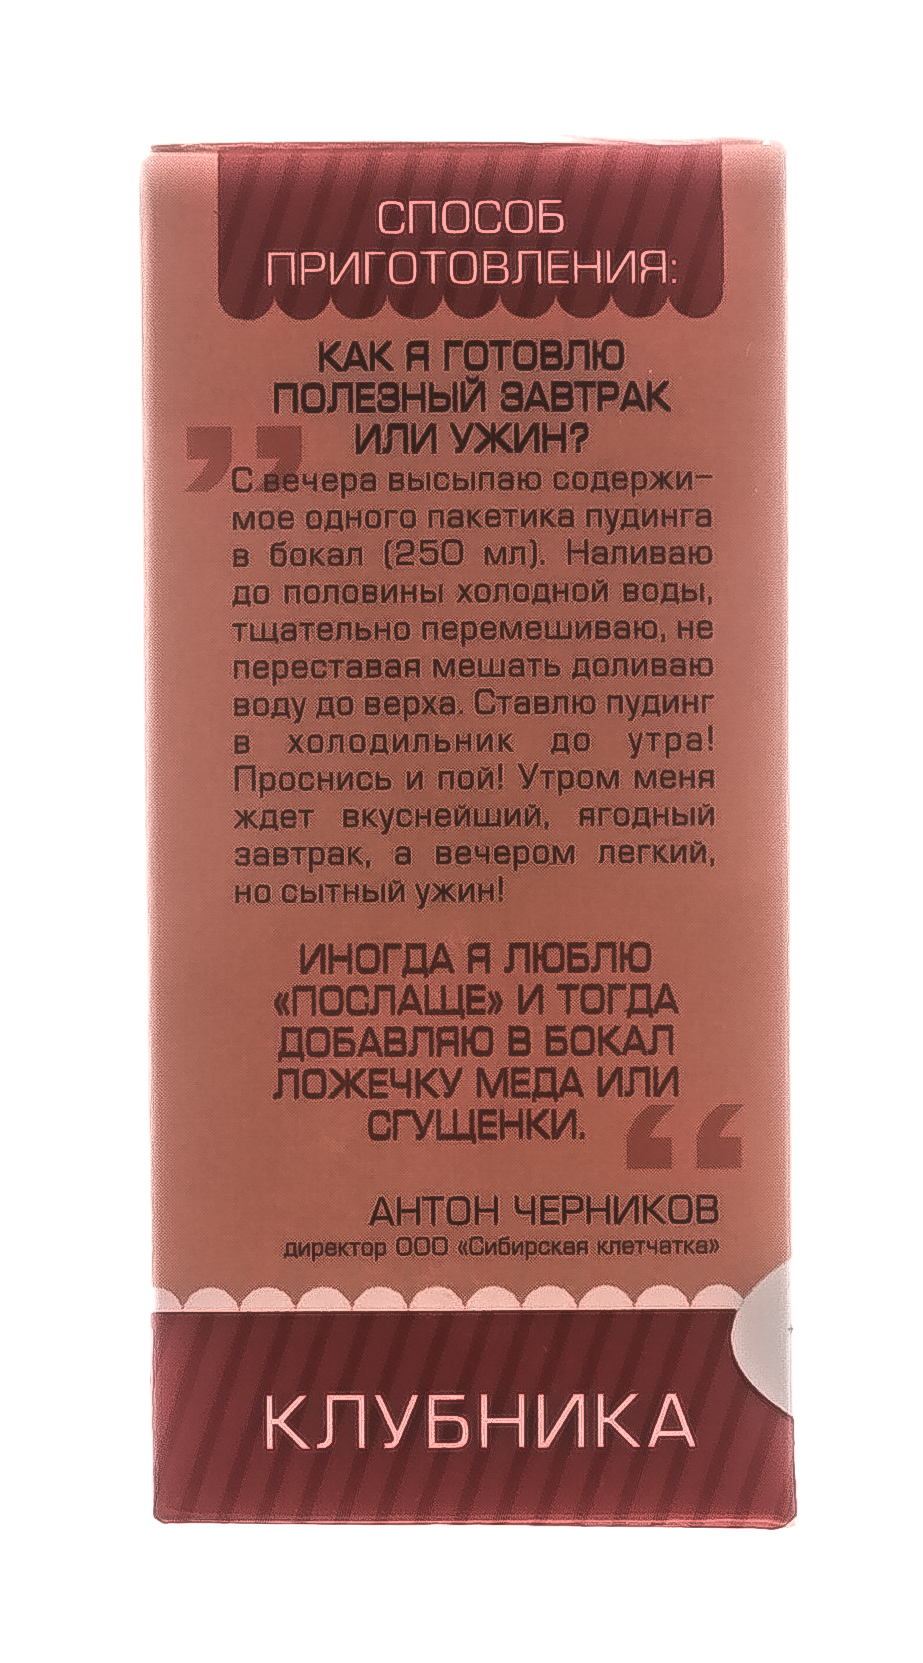 СПОСОБ
ПРИГОТОВЛЕНИЯ:
КАК Я ГОТОВЛЮ
ПОЛЕЗНЫЙ ЗАВТРАК
ИЛИ УЖИН?
С вечера высыпаю содержи-
мое одного пакетика пудинга
в бокал (250 мл). Наливаю
до половины холодной воды,
тщательно перемешиваю, не
переставая мешать доливаю
воду до верха. Ставлю пудинг
в холодильник до утра!
Проснись и пой! Утром меня
ждет вкуснейший, ягодный
завтрак, а вечером легкий,
но сытный ужин!
ИНОГДА Я ЛЮБЛЮ
«ПОСЛАЩЕ» И ТОГДА
ДОБАВЛЯЮ В БОКАЛ
ЛОЖЕЧКУ МЕДА ИЛИ
СГУЩЕНКИ.
АНТОН ЧЕРНИКОВ
директор ООО «Сибирская клетчатка»
КЛУБНИКА